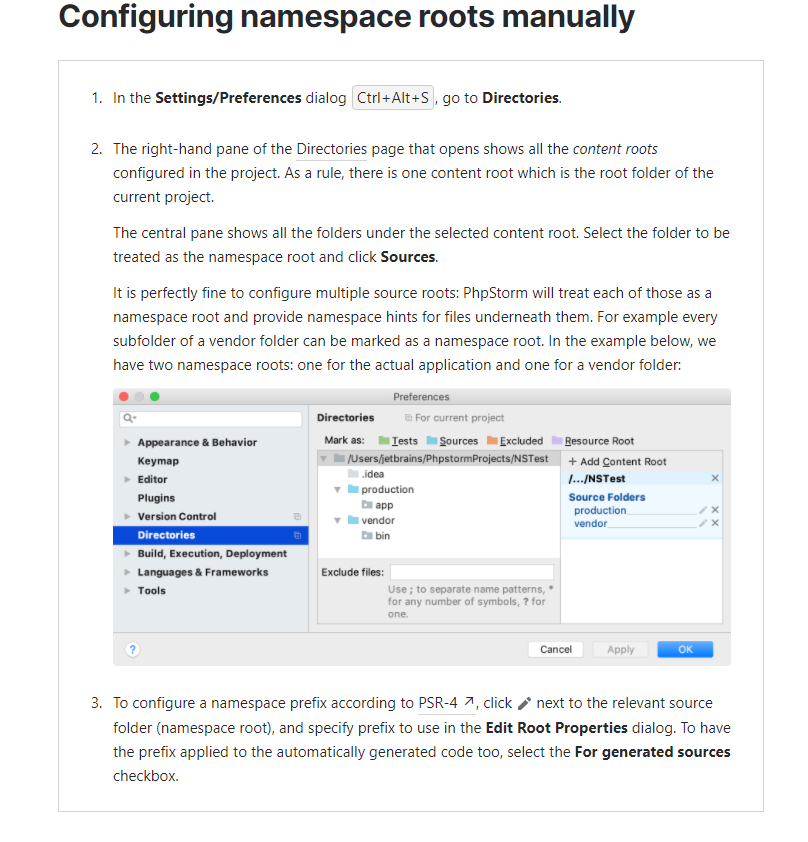 Configuring namespace roots manually
1. In the Settings/Preferences dialog Ctrl+Alt+S , go to Directories.
2. The right-hand pane of the Directories page that opens shows all the content roots
configured in the project. As a rule, there is one content root which is the root folder of the
current project.
The central pane shows all the folders under the selected content root. Select the folder to be
treated as the namespace root and click Sources.
It is perfectly fine to configure multiple source roots: PhpStorm will treat each of those as a
namespace root and provide namespace hints for files underneath them. For example every
subfolder of a vendor folder can be marked as a namespace root. In the example below, we
have two namespace roots: one for the actual application and one for a vendor folder:
Preferences
Appearance & Behavior
Keymap
Editor
Plugins
Version Control
Directories
Build, Execution, Deployment
Languages & Frameworks
Tools
Directories For current project
Mark as: Tests Sources Excluded Resource Root
/Users/jetbrains/PhpstormProjects/NSTest
.idea
production
app
vendor
bin
Exclude files:
Use ; to separate name patterns, *
for any number of symbols, ? for
one.
+ Add Content Root
/.../NSTest
Source Folders
production
vendor
? Cancel Apply OK
3. To configure a namespace prefix according to PSR-4 ↗, click next to the relevant source
folder (namespace root), and specify prefix to use in the Edit Root Properties dialog. To have
the prefix applied to the automatically generated code too, select the For generated sources
checkbox.